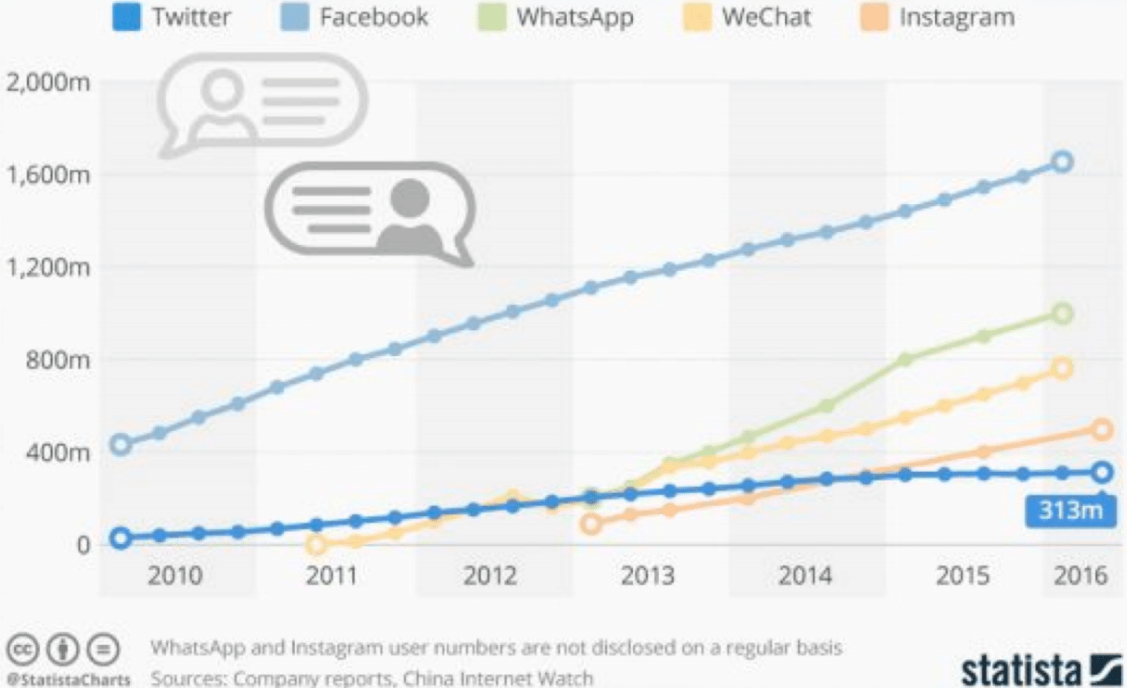 Twitter Facebook WhatsApp WeChat Instagram
2,000m
1,600m
1,200m
800m
400m
0
313m
2010 2011 2012 2013 2014 2015 2016
WhatsApp and Instagram user numbers are not disclosed on a regular basis
@StatistaCharts Sources: Company reports, China Internet Watch
cc
statista